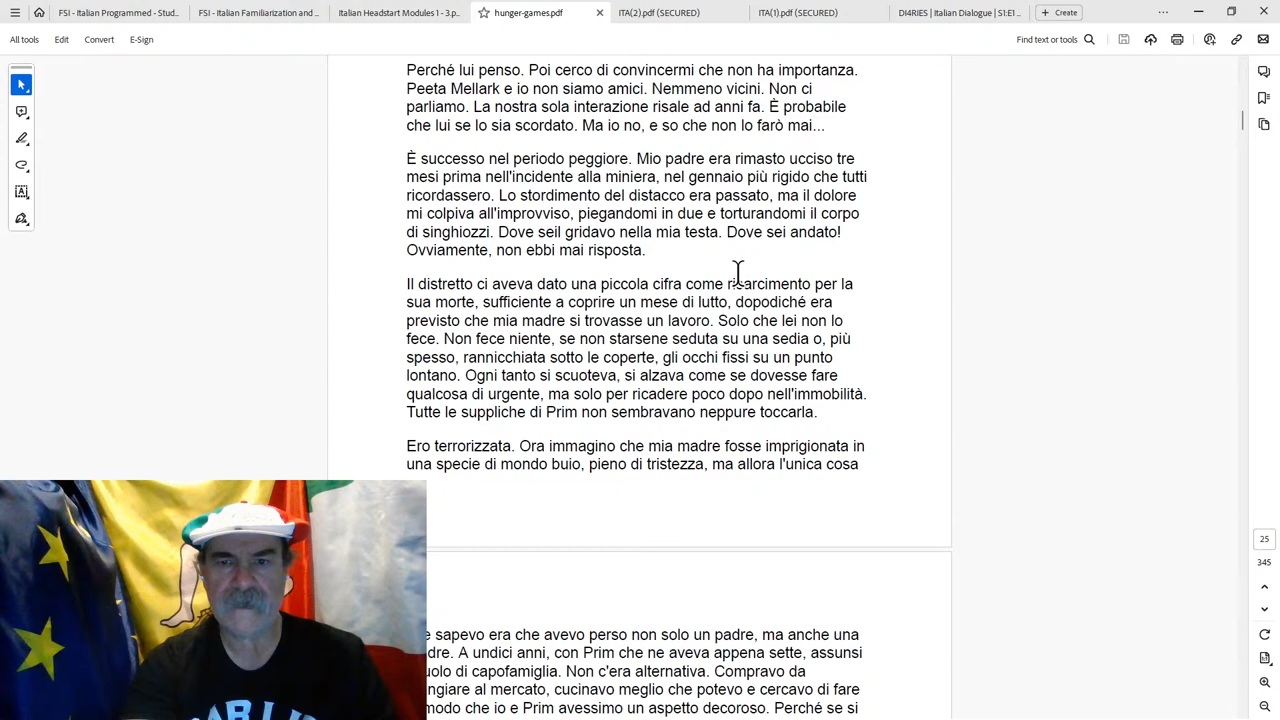 FSI - Italian Programmed - Stud...
FSI - Italian Familiarization and ...
Italian Headstart Modules 1 - 3.p...
hunger-games.pdf
ITA(2).pdf (SECURED)
ITA(1).pdf (SECURED)
DI4RIES | Italian Dialogue | S1:E1 ...
Create
All tools
Edit
Convert
E-Sign
Find text or tools
Perché lui penso. Poi cerco di convincermi che non ha importanza.
Peeta Mellark e io non siamo amici. Nemmeno vicini. Non ci
parliamo. La nostra sola interazione risale ad anni fa. È probabile
che lui se lo sia scordato. Ma io no, e so che non lo farò mai...
È successo nel periodo peggiore. Mio padre era rimasto ucciso tre
mesi prima nell'incidente alla miniera, nel gennaio più rigido che tutti
ricordassero. Lo stordimento del distacco era passato, ma il dolore
mi colpiva all'improvviso, piegandomi in due e torturandomi il corpo
di singhiozzi. Dove seil gridavo nella mia testa. Dove sei andato!
Ovviamente, non ebbi mai risposta.
Il distretto ci aveva dato una piccola cifra come risarcimento per la
sua morte, sufficiente a coprire un mese di lutto, dopodiché era
previsto che mia madre si trovasse un lavoro. Solo che lei non lo
fece. Non fece niente, se non starsene seduta su una sedia o, più
spesso, rannicchiata sotto le coperte, gli occhi fissi su un punto
lontano. Ogni tanto si scuoteva, si alzava come se dovesse fare
qualcosa di urgente, ma solo per ricadere poco dopo nell'immobilità.
Tutte le suppliche di Prim non sembravano neppure toccarla.
Ero terrorizzata. Ora immagino che mia madre fosse imprigionata in
una specie di mondo buio, pieno di tristezza, ma allora l'unica cosa
e sapevo era che avevo perso non solo un padre, ma anche una
dre. A undici anni, con Prim che ne aveva appena sette, assunsi
uolo di capofamiglia. Non c'era alternativa. Compravo da
ngiare al mercato, cucinavo meglio che potevo e cercavo di fare
modo che io e Prim avessimo un aspetto decoroso. Perché se si
25
345